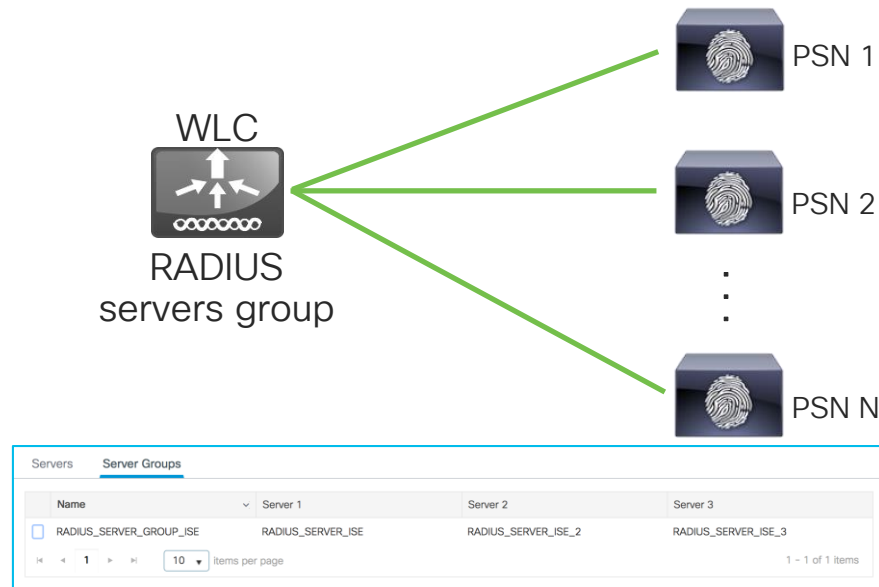 PSN 1
WLC
PSN 2
RADIUS
servers group
PSN N
Servers Server Groups
Name Server 1 Server 2 Server 3
RADIUS_SERVER_GROUP_ISE RADIUS_SERVER_ISE RADIUS_SERVER_ISE_2 RADIUS_SERVER_ISE_3
1 10 items per page 1 - 1 of 1 items